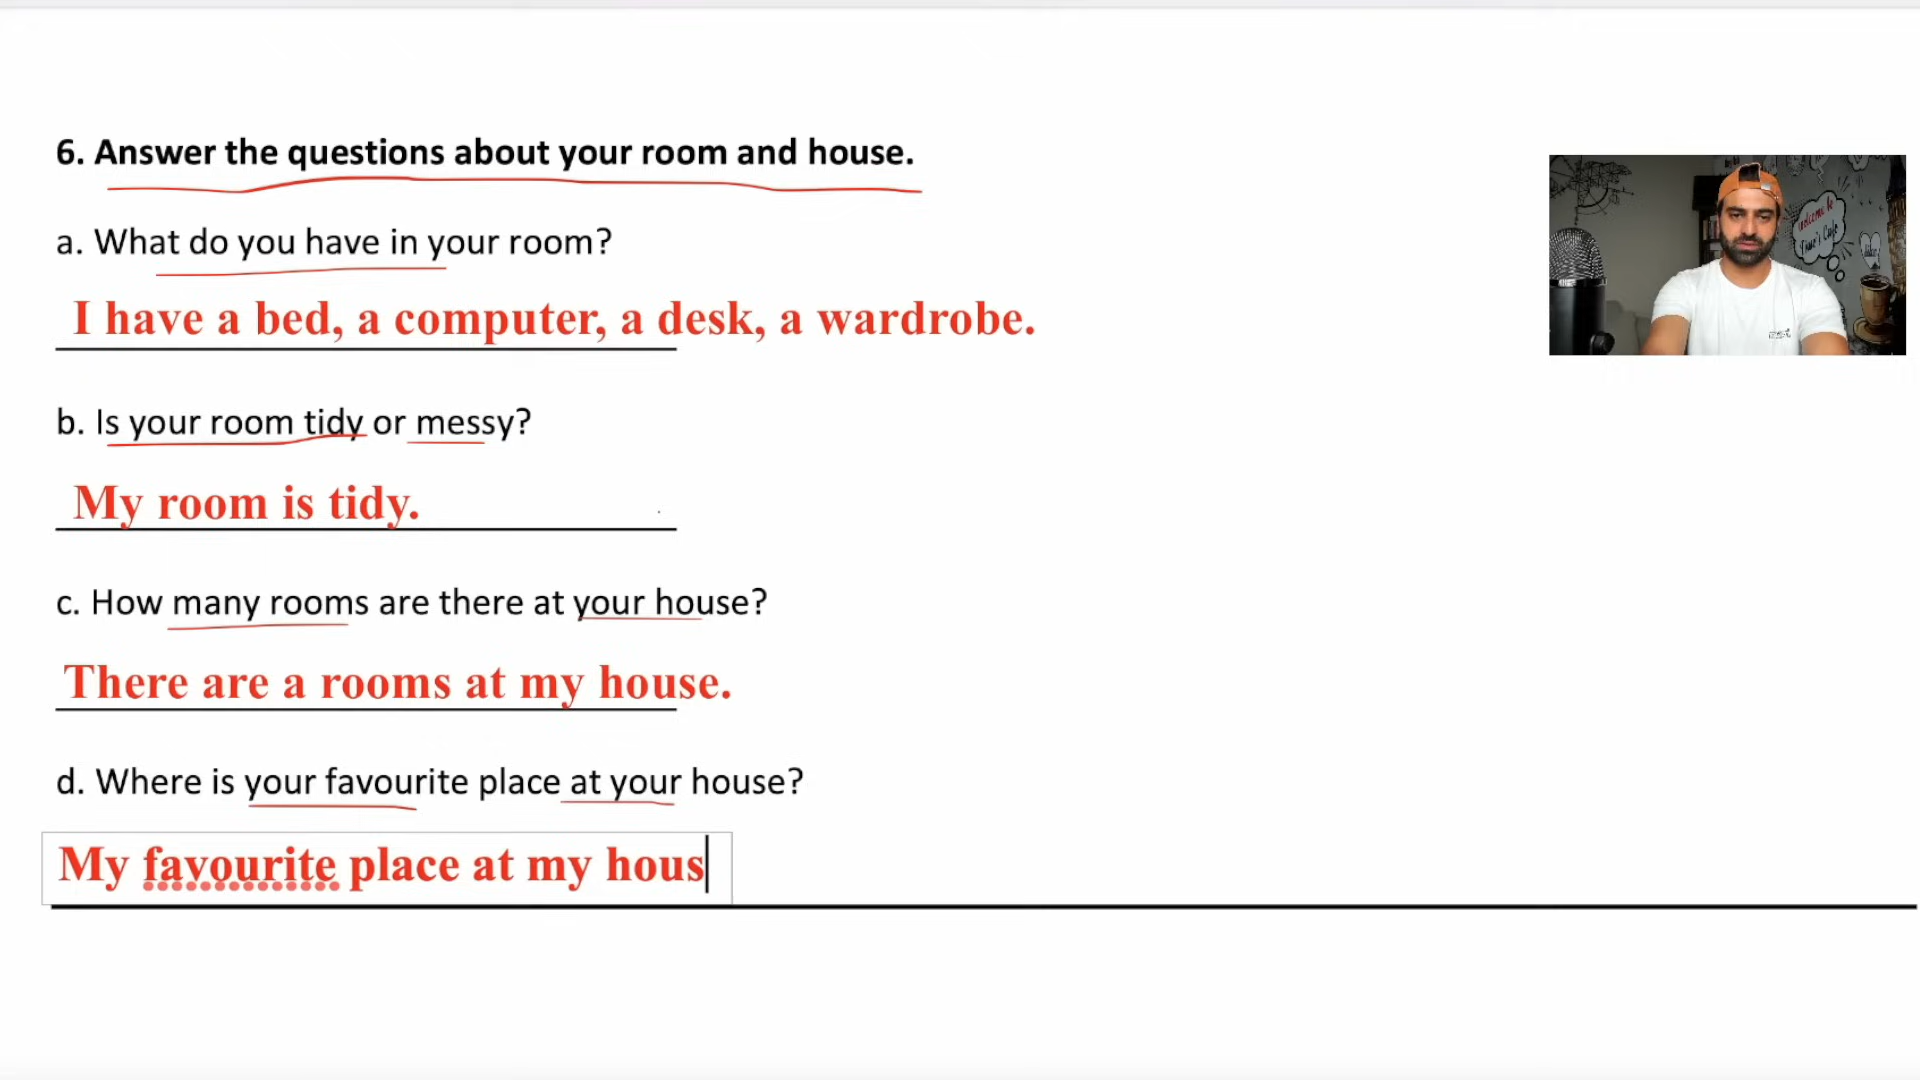 6. Answer the questions about your room and house.
a. What do you have in your room?
I have a bed, a computer, a desk, a wardrobe.
b. Is your room tidy or messy?
My room is tidy.
c. How many rooms are there at your house?
There are a rooms at my house.
d. Where is your favourite place at your house?
My favourite place at my hous
welcome to